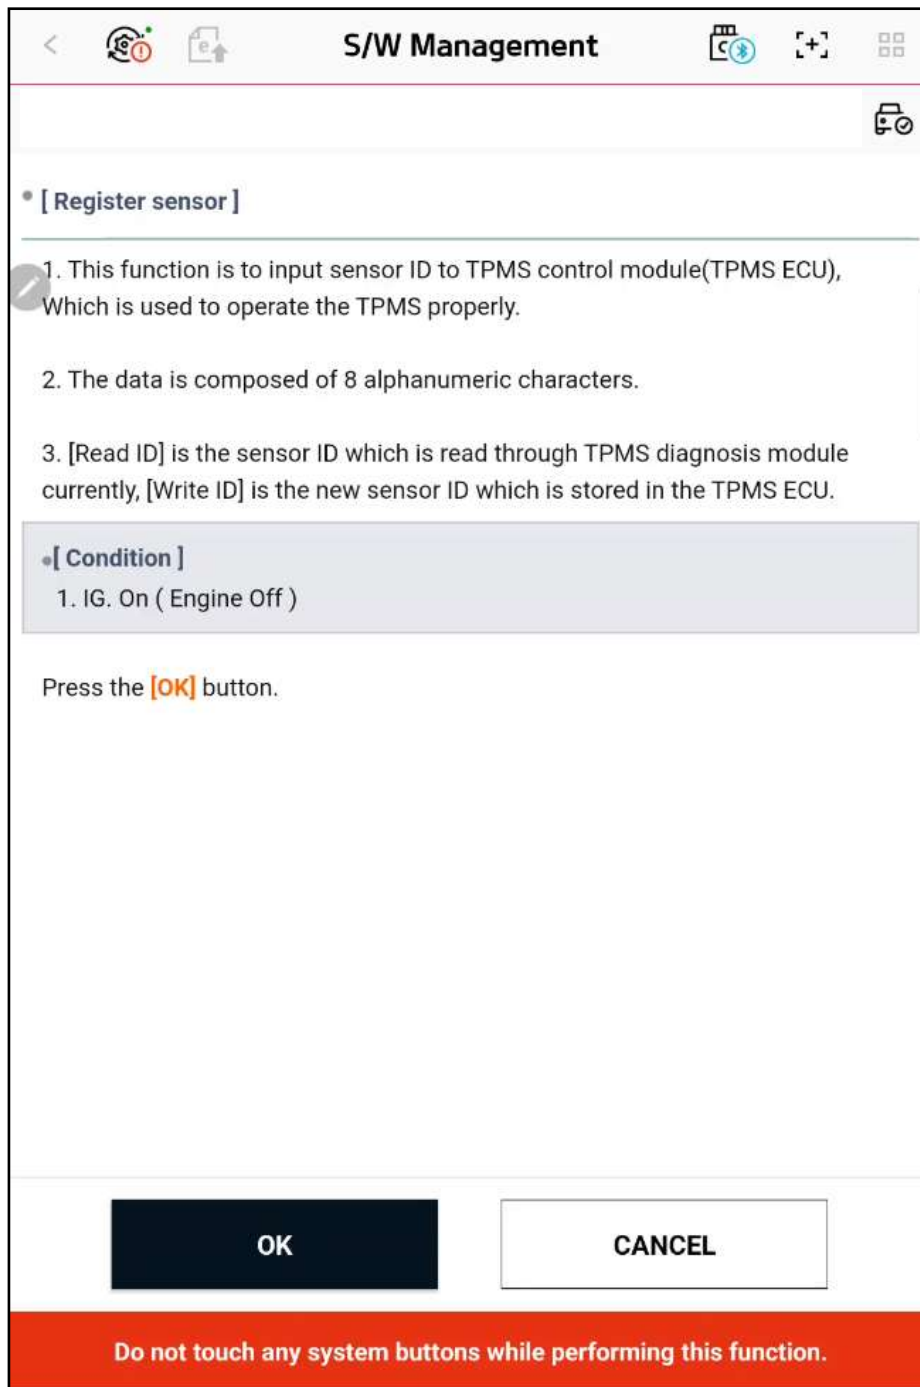 S/W Management
[ Register sensor ]
1. This function is to input sensor ID to TPMS control module(TPMS ECU),
Which is used to operate the TPMS properly.
2. The data is composed of 8 alphanumeric characters.
3. [Read ID] is the sensor ID which is read through TPMS diagnosis module
currently, [Write ID] is the new sensor ID which is stored in the TPMS ECU.
[ Condition ]
1. IG. On ( Engine Off )
Press the [OK] button.
OK
CANCEL
Do not touch any system buttons while performing this function.